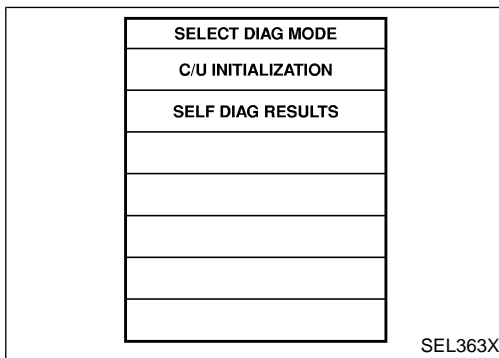 SELECT DIAG MODE
C/U INITIALIZATION
SELF DIAG RESULTS
SEL363X